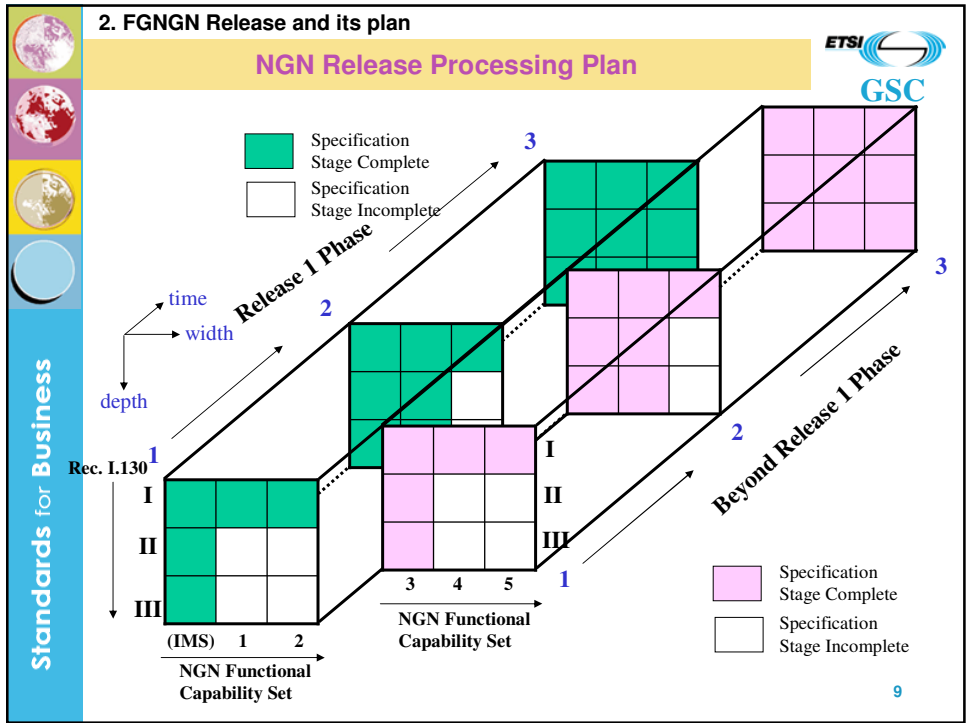 2. FGNGN Release and its plan
NGN Release Processing Plan
ETSI
GSC
Specification
Stage Complete
Specification
Stage Incomplete
3
Release 1 Phase
2
time
width
depth
1
Rec. I.130
I
II
III
(IMS) 1 2
NGN Functional
Capability Set
I
II
III
3 4 5
NGN Functional
Capability Set
1
2
3
Beyond Release 1 Phase
Specification
Stage Complete
Specification
Stage Incomplete
Standards for Business
9